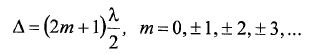 Δ = (2m + 1) λ/2, m = 0, ±1, ±2, ±3, ...